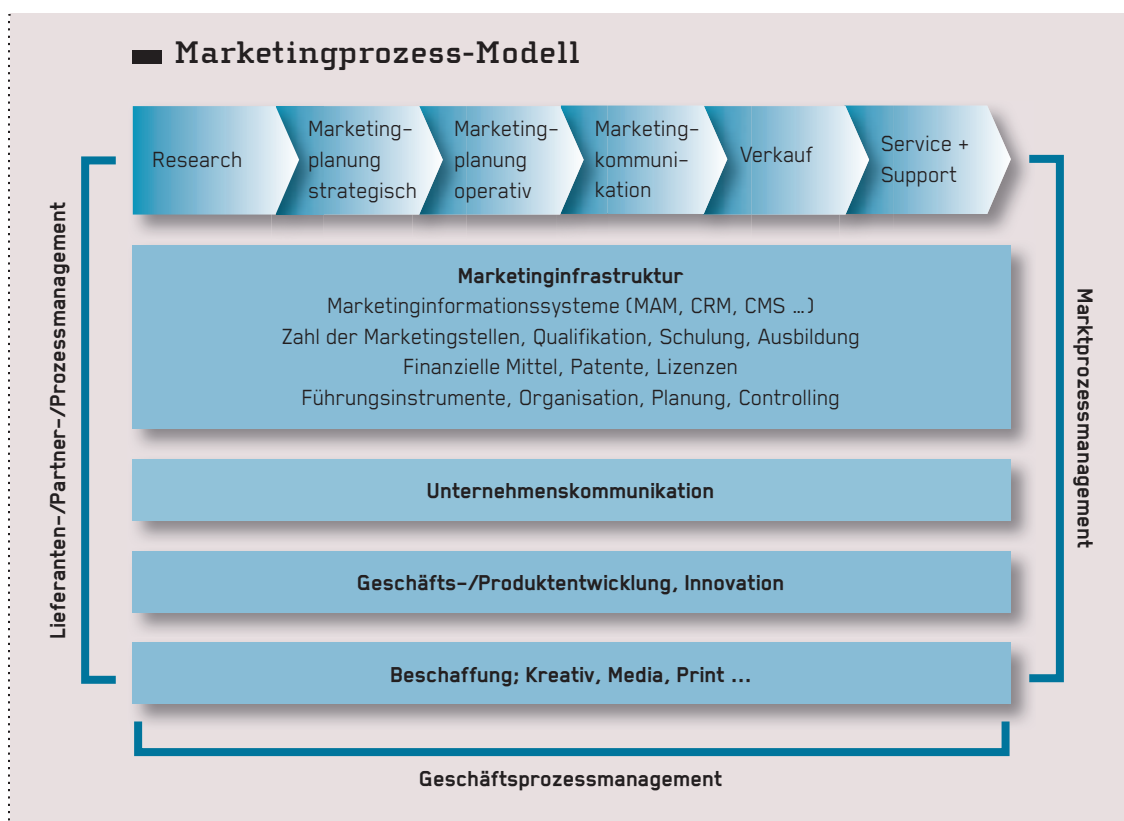 Marketingprozess-Modell
Research
Marketing-
planung
strategisch
Marketing-
planung
operativ
Marketing-
kommuni-
kation
Verkauf
Service +
Support
Lieferanten-/Partner-/Prozessmanagement
Marktprozessmanagement
Marketinginfrastruktur
Marketinginformationssysteme (MAM, CRM, CMS ...)
Zahl der Marketingstellen, Qualifikation, Schulung, Ausbildung
Finanzielle Mittel, Patente, Lizenzen
Führungsinstrumente, Organisation, Planung, Controlling
Unternehmenskommunikation
Geschäfts-/Produktentwicklung, Innovation
Beschaffung; Kreativ, Media, Print ...
Geschäftsprozessmanagement